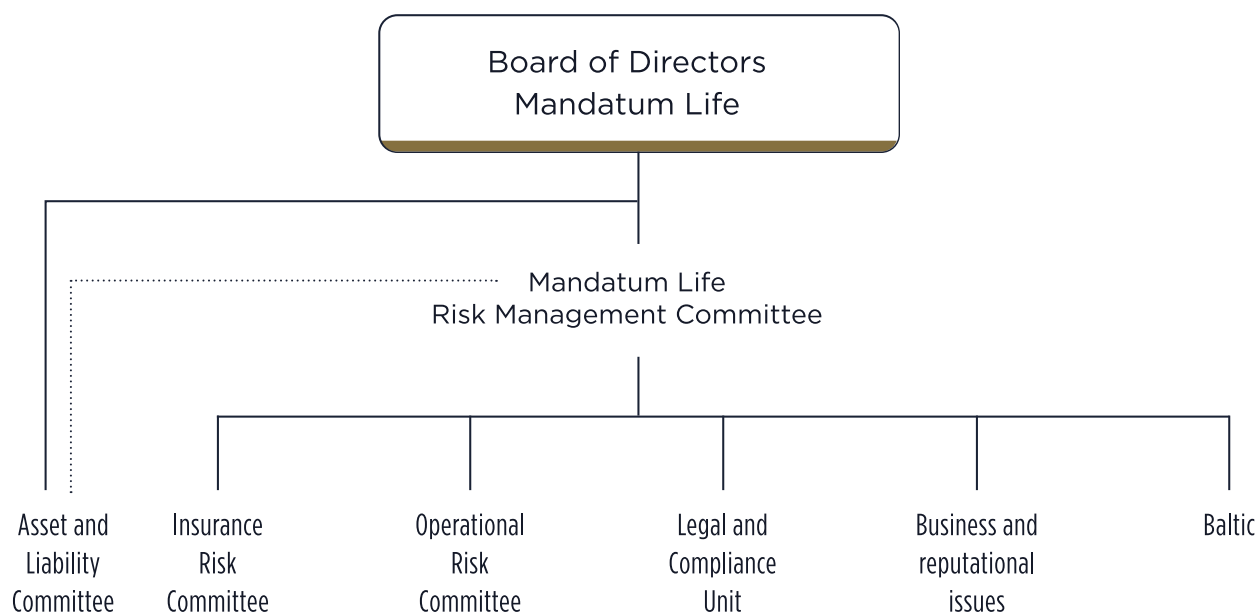 Board of Directors
Mandatum Life
Mandatum Life
Risk Management Committee
Asset and
Liability
Committee
Insurance
Risk
Committee
Operational
Risk
Committee
Legal and
Compliance
Unit
Business and
reputational
issues
Baltic